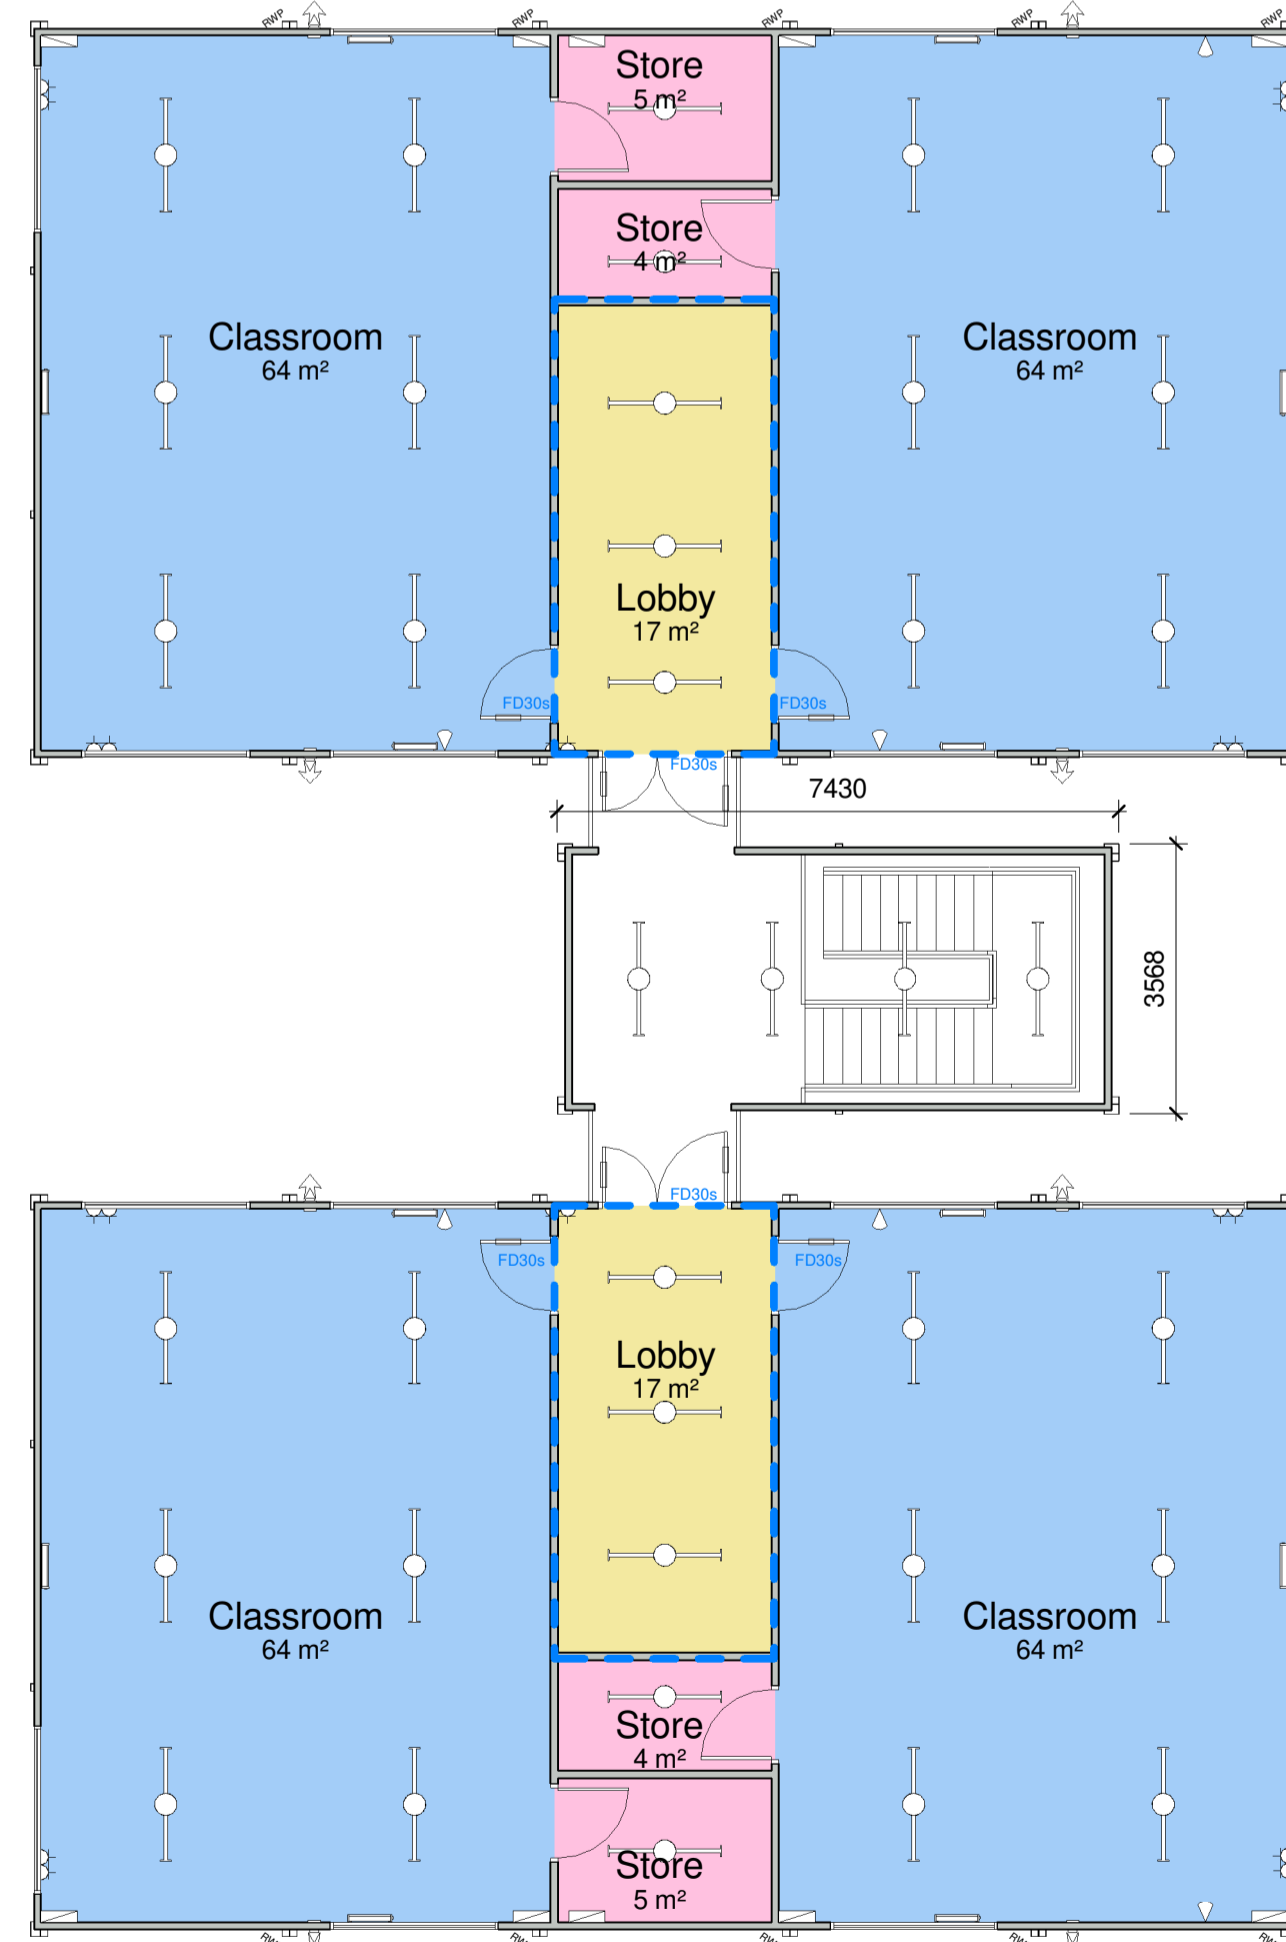 RWP
RWP
RWP
RWP
RWP
Store
5 m²
Store
4 m²
Classroom
64 m²
Classroom
64 m²
Lobby
17 m²
FD30s
FD30s
FD30s
7430
3568
FD30s
FD30s
FD30s
Lobby
17 m²
Classroom
64 m²
Classroom
64 m²
Store
4 m²
Store
5 m²